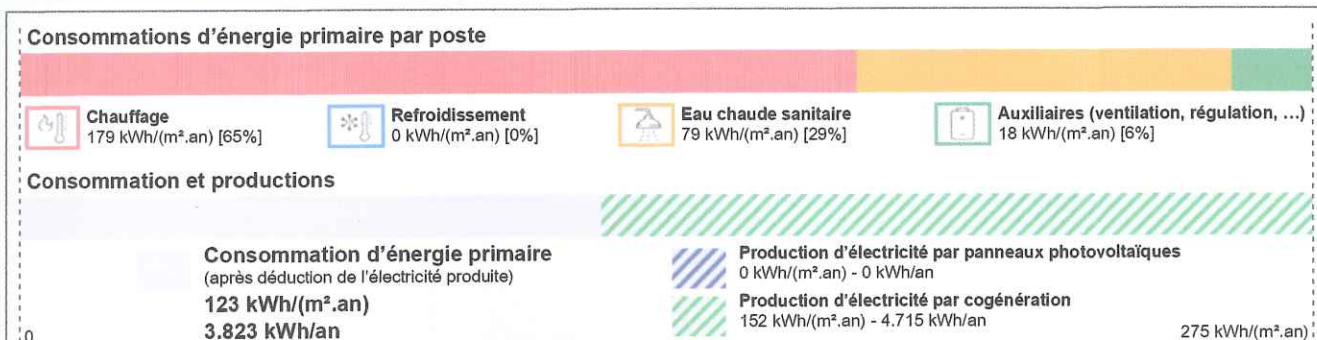 Consommations d'énergie primaire par poste
Chauffage
179 kWh/(m².an) [65%]
Refroidissement
0 kWh/(m².an) [0%]
Eau chaude sanitaire
79 kWh/(m².an) [29%]
Auxiliaires (ventilation, régulation, ...)
18 kWh/(m².an) [6%]
Consommation et productions
Consommation d'énergie primaire
(après déduction de l'électricité produite)
123 kWh/(m².an)
3.823 kWh/an
Production d'électricité par panneaux photovoltaïques
0 kWh/(m².an) - 0 kWh/an
Production d'électricité par cogénération
152 kWh/(m².an) - 4.715 kWh/an
0
275 kWh/(m².an)